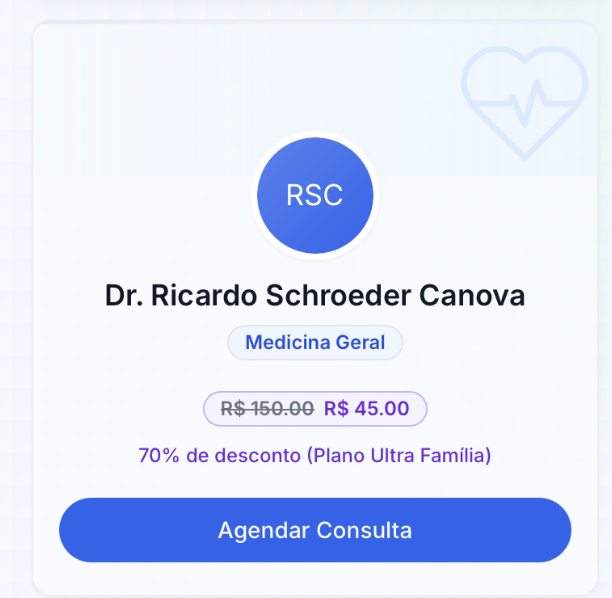 RSC
Dr. Ricardo Schroeder Canova
Medicina Geral
R$ 150.00 R$ 45.00
70% de desconto (Plano Ultra Família)
Agendar Consulta